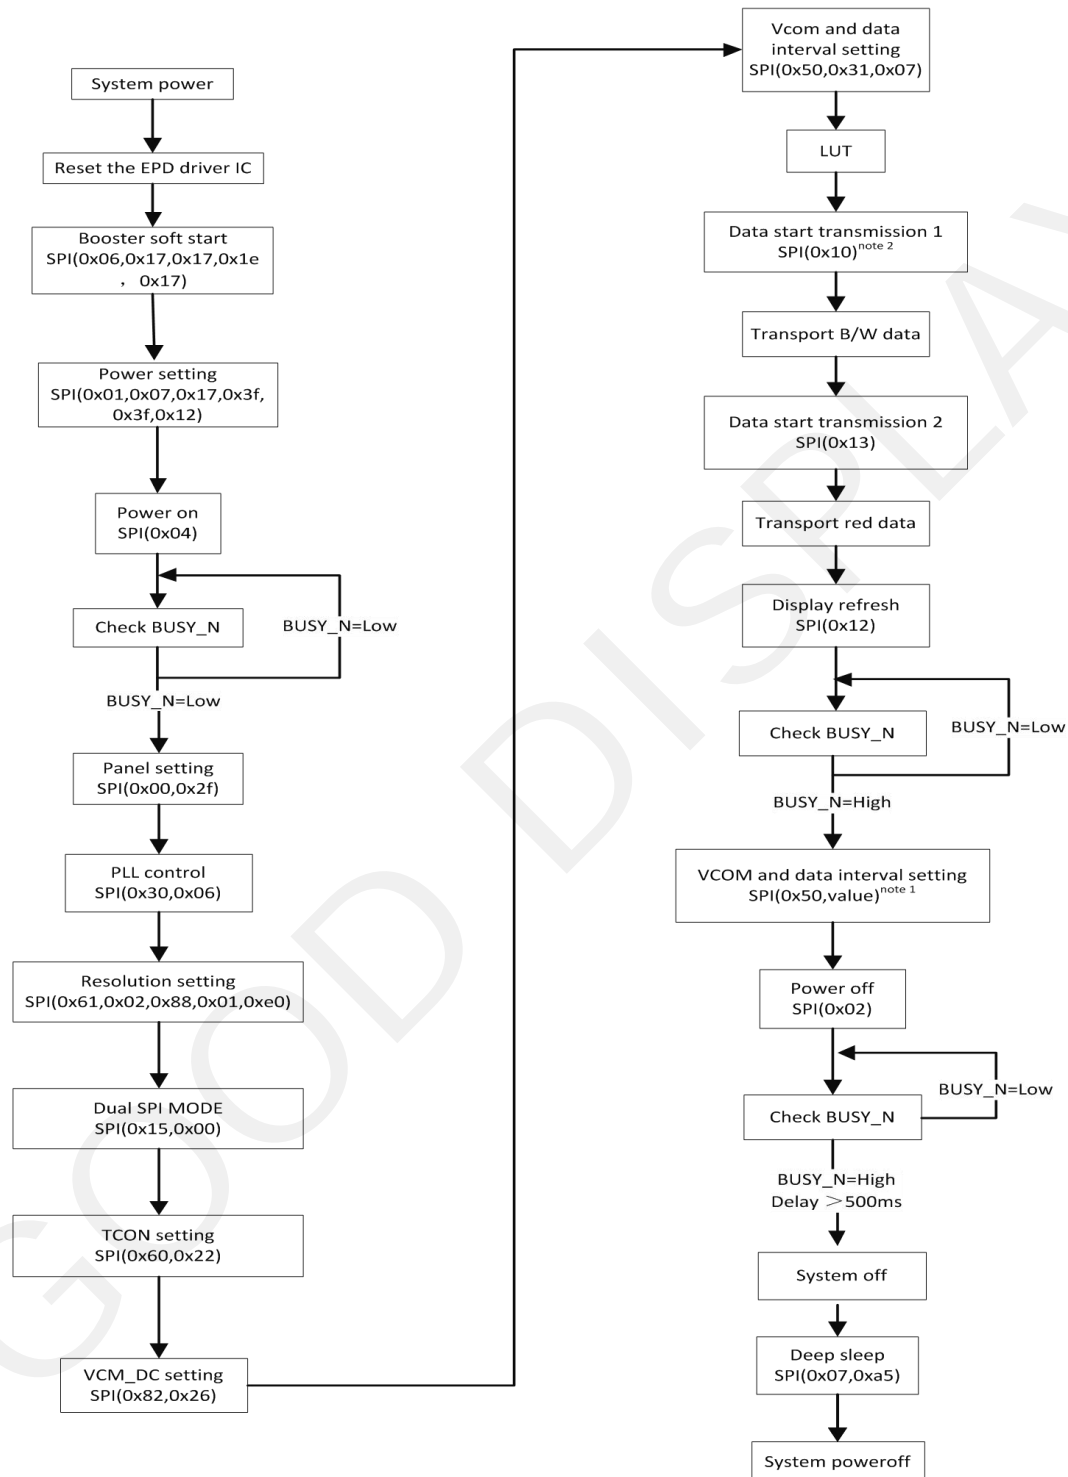 System power
Reset the EPD driver IC
Booster soft start
SPI(0x06,0x17,0x17,0x1e
， 0x17)
Power setting
SPI(0x01,0x07,0x17,0x3f,
0x3f,0x12)
Power on
SPI(0x04)
Check BUSY_N
BUSY_N=Low
BUSY_N=Low
Panel setting
SPI(0x00,0x2f)
PLL control
SPI(0x30,0x06)
Resolution setting
SPI(0x61,0x02,0x88,0x01,0xe0)
Dual SPI MODE
SPI(0x15,0x00)
TCON setting
SPI(0x60,0x22)
VCM_DC setting
SPI(0x82,0x26)
Vcom and data
interval setting
SPI(0x50,0x31,0x07)
LUT
Data start transmission 1
SPI(0x10)note 2
Transport B/W data
Data start transmission 2
SPI(0x13)
Transport red data
Display refresh
SPI(0x12)
Check BUSY_N
BUSY_N=Low
BUSY_N=High
VCOM and data interval setting
SPI(0x50,value)note 1
Power off
SPI(0x02)
Check BUSY_N
BUSY_N=Low
BUSY_N=High
Delay ＞500ms
System off
Deep sleep
SPI(0x07,0xa5)
System poweroff
GOOD DISPLAY